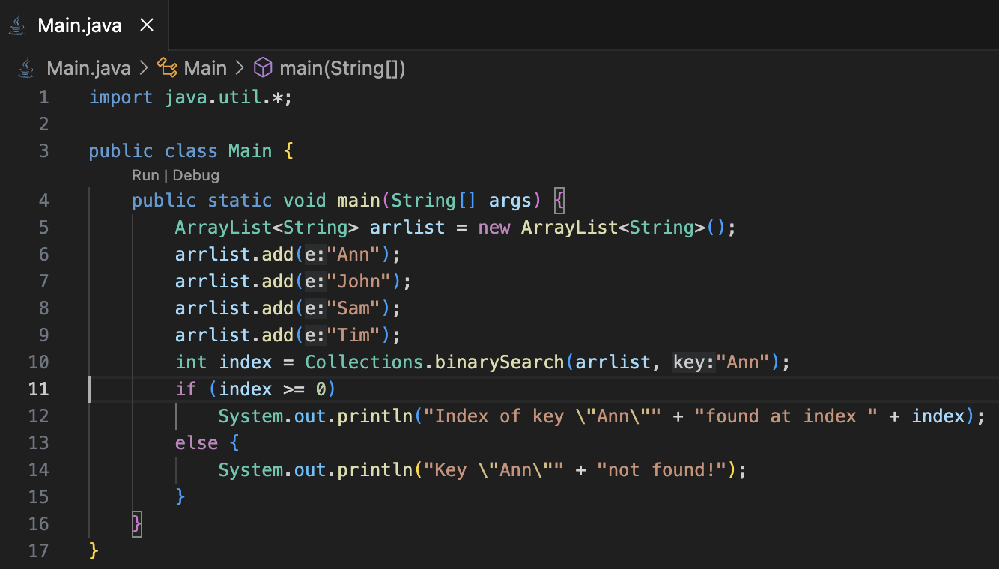 Main.java ×
Main.java > Main > main(String[])
1 import java.util.*;
2
3 public class Main {
Run | Debug
4 public static void main(String[] args) {
5 ArrayList<String> arrlist = new ArrayList<String>();
6 arrlist.add(e:"Ann");
7 arrlist.add(e:"John");
8 arrlist.add(e:"Sam");
9 arrlist.add(e:"Tim");
10 int index = Collections.binarySearch(arrlist, key:"Ann");
11 if (index >= 0)
12 System.out.println("Index of key \"Ann\"" + "found at index " + index);
13 else {
14 System.out.println("Key \"Ann\"" + "not found!");
15 }
16 }
17 }